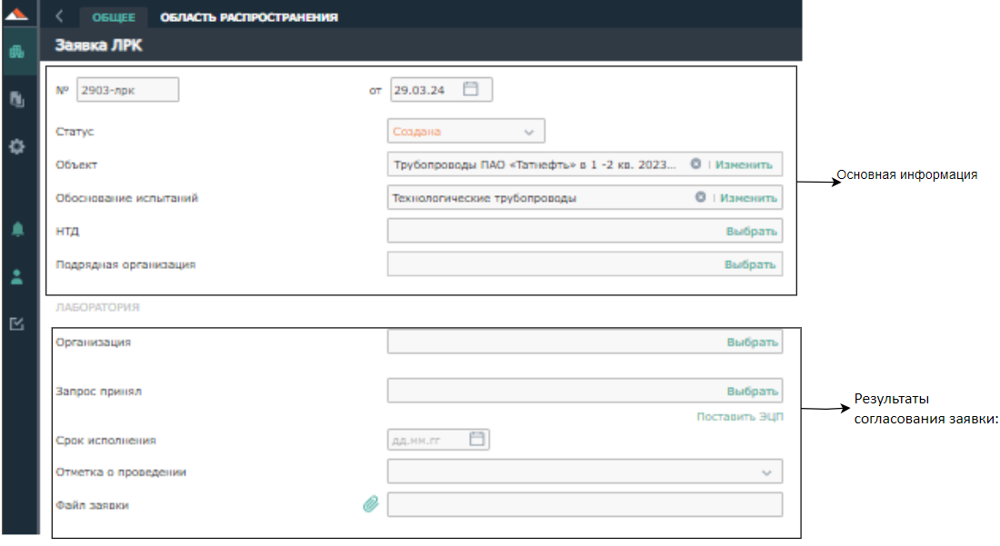 ОБЩЕЕ ОБЛАСТЬ РАСПРОСТРАНЕНИЯ
Заявка ЛРК
№ 2903-лрк от 29.03.24
Статус Создана
Объект Трубопроводы ПАО «Татнефть» в 1 -2 кв. 2023... Изменить
Основная информация
Обоснование испытаний Технологические трубопроводы Изменить
НТД Выбрать
Подрядная организация Выбрать
ЛАБОРАТОРИЯ
Организация Выбрать
Запрос принял Выбрать
Поставить ЭЦП
Результаты
согласования заявки:
Срок исполнения дд.мм.гг
Отметка о проведении
Файл заявки